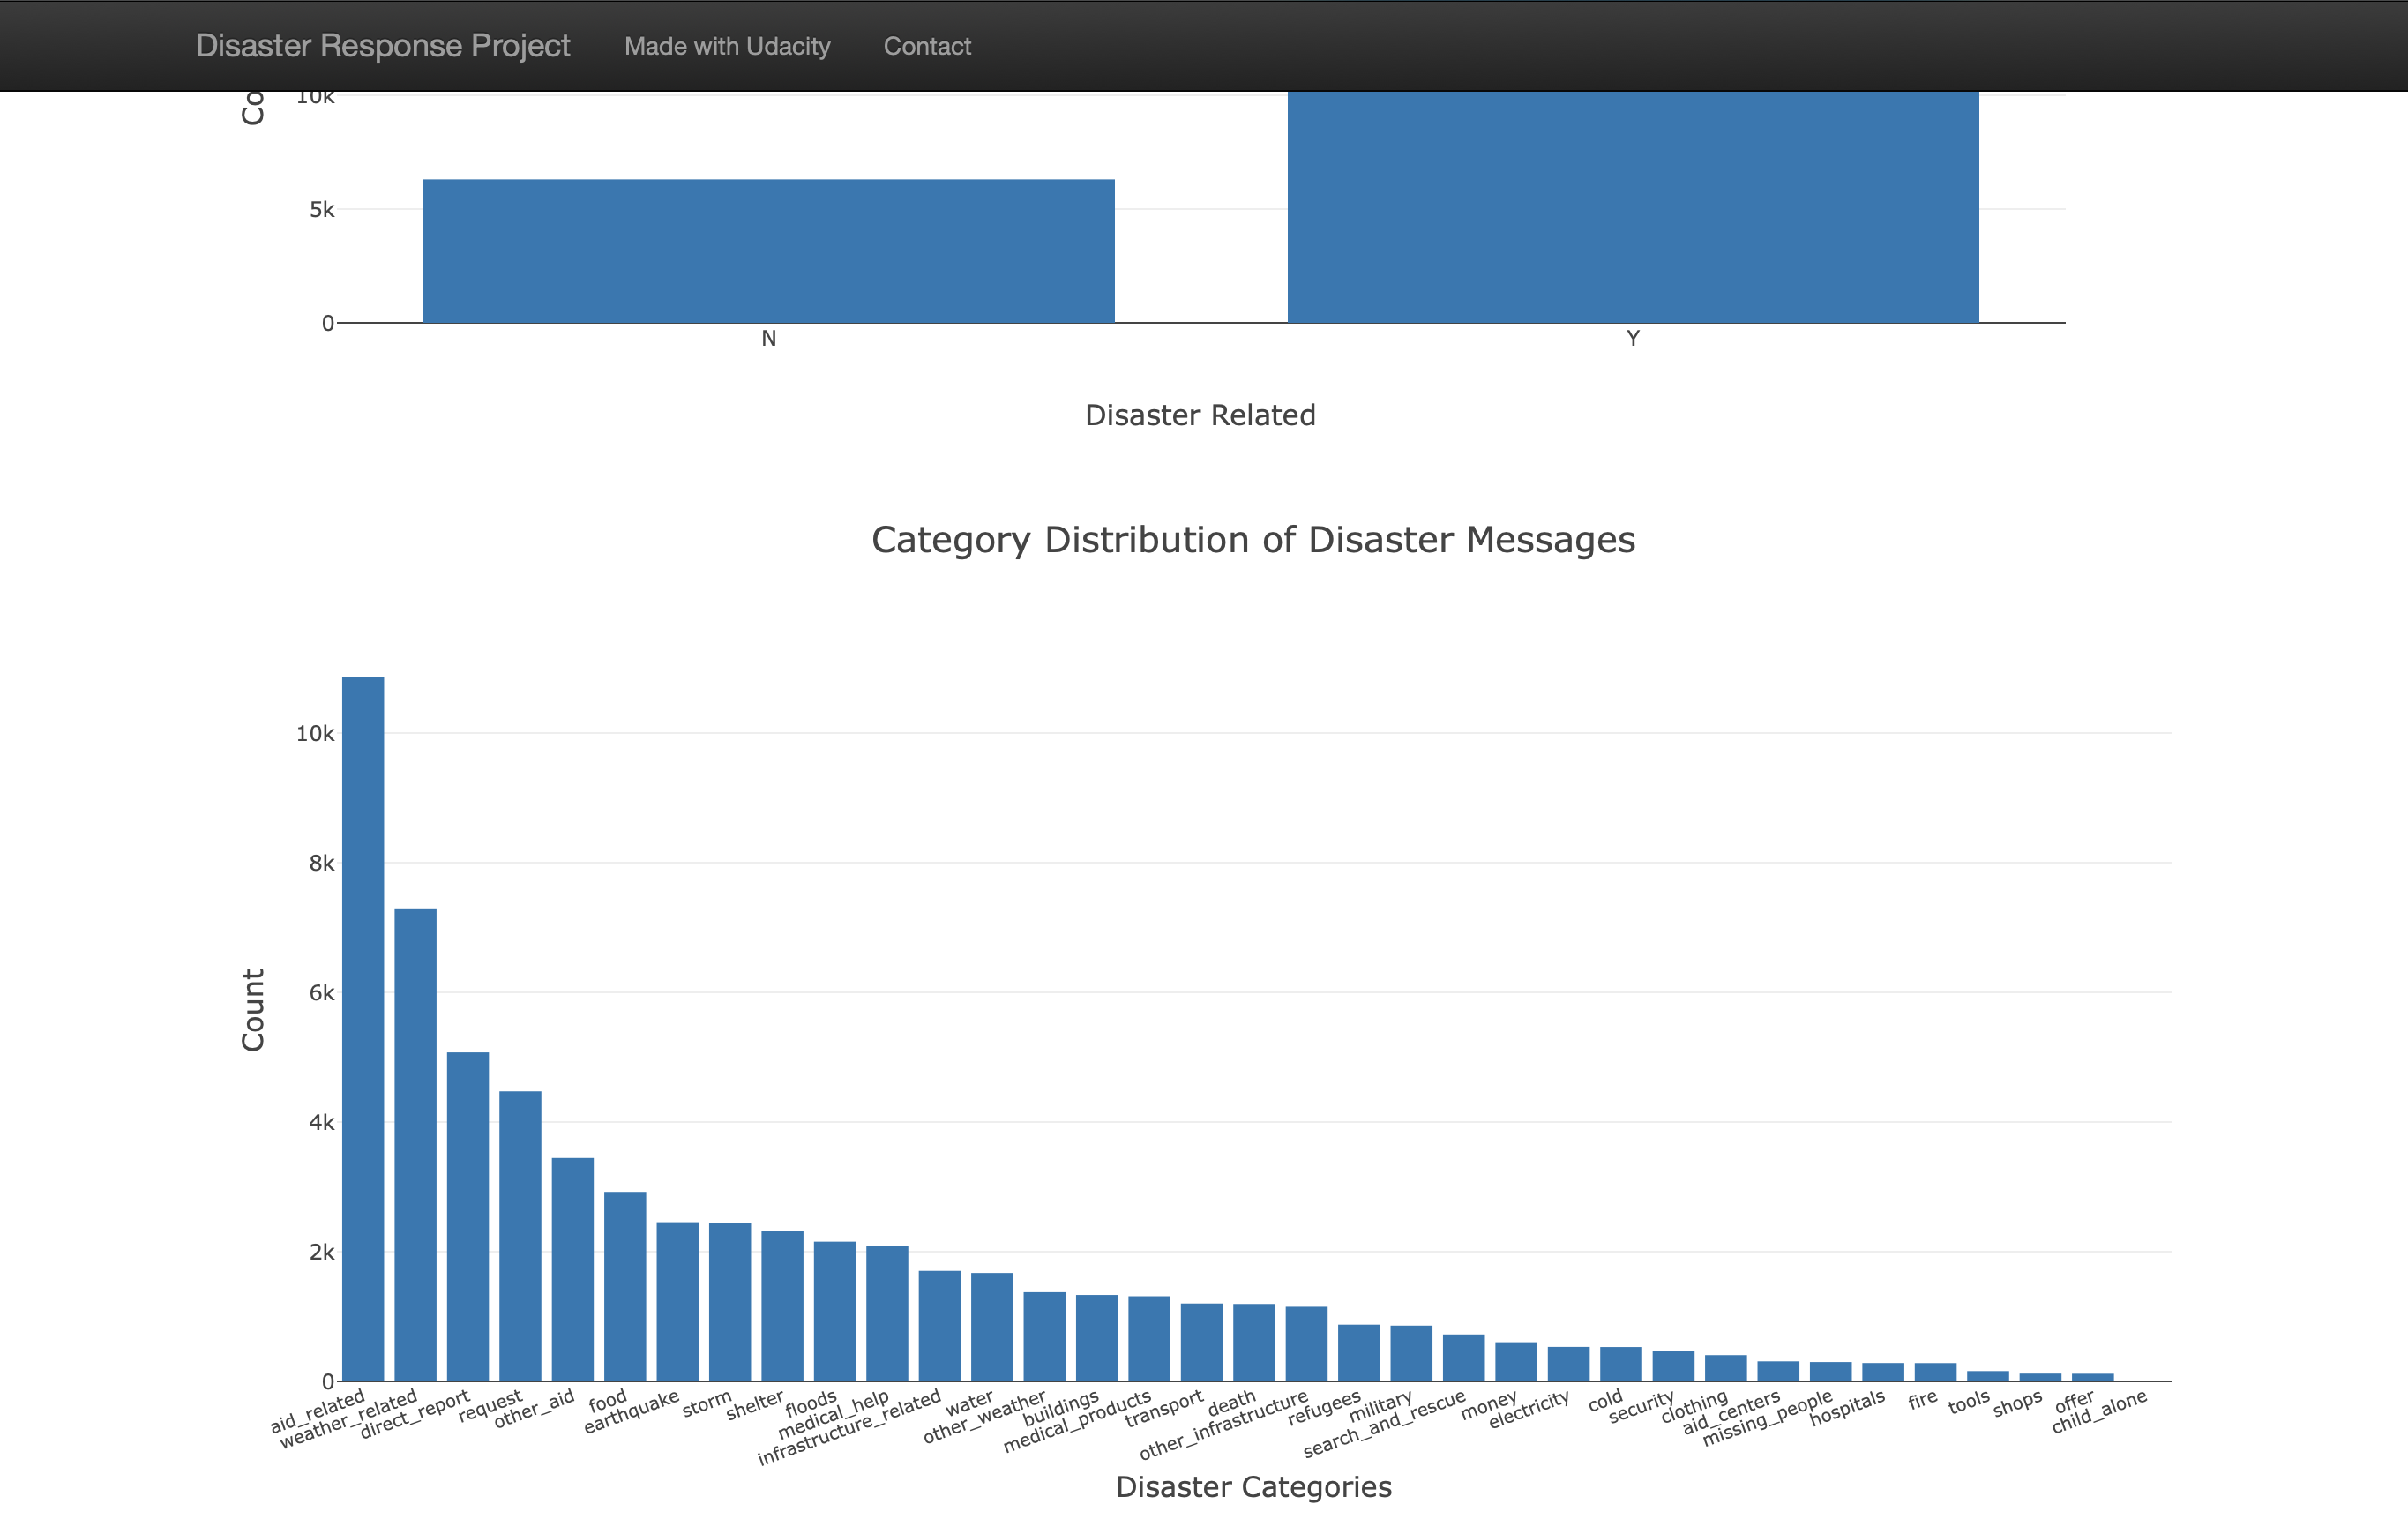 Disaster Response Project Made with Udacity Contact
Co
10k
5k
0
N Y
Disaster Related
Category Distribution of Disaster Messages
10k
8k
6k
4k
2k
0
Count
aid_related
weather_related
direct_report
request
other_aid
food
earthquake
storm
shelter
floods
medical_help
infrastructure_related
water
other_weather
buildings
medical_products
transport
death
other_infrastructure
refugees
military
search_and_rescue
money
electricity
cold
security
clothing
aid_centers
missing_people
hospitals
fire
tools
shops
offer
child_alone
Disaster Categories